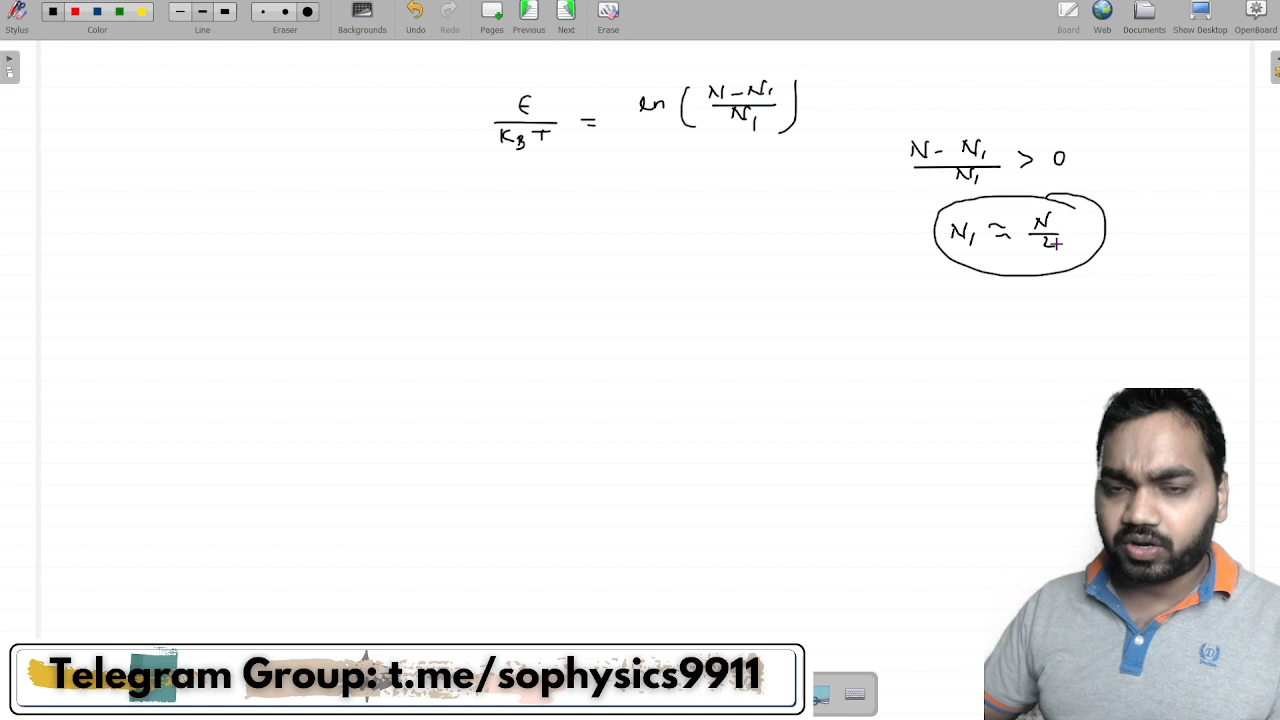 Stylus Color Line Eraser Backgrounds Undo Redo Pages Previous Next Erase Board Web Documents Show Desktop OpenBoard
ϵ/K_B T = ln ( (N - N₁)/N₁ )
(N - N₁)/N₁ > 0
N₁ ≃ N/2
Telegram Group: t.me/sophysics9911